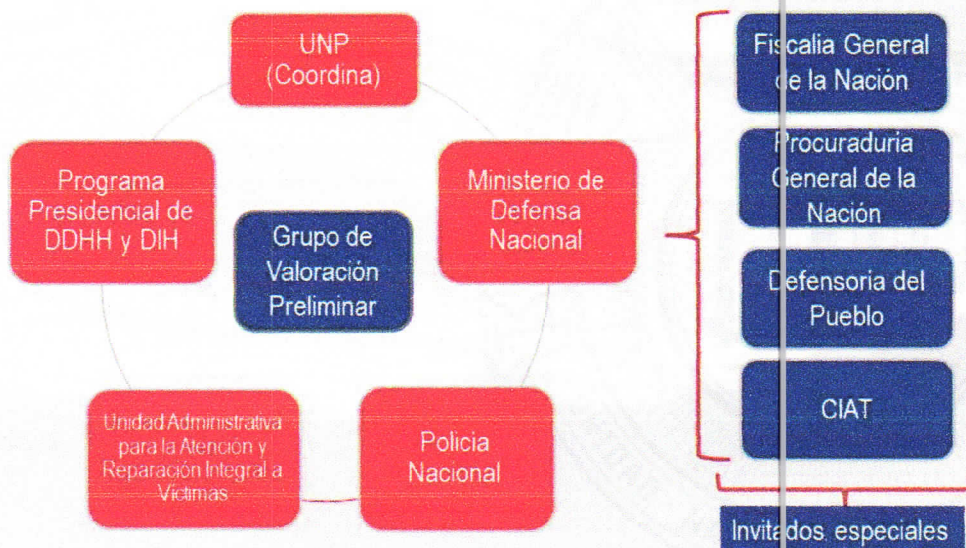 UNP
(Coordina)
Programa
Presidencial de
DDHH y DIH
Ministerio de
Defensa
Nacional
Grupo de
Valoración
Preliminar
Unidad Administrativa
para la Atención y
Reparación Integral a
Víctimas
Policia
Nacional
Fiscalia General
de la Nación
Procuraduria
General de la
Nación
Defensoria del
Pueblo
CIAT
Invitados especiales